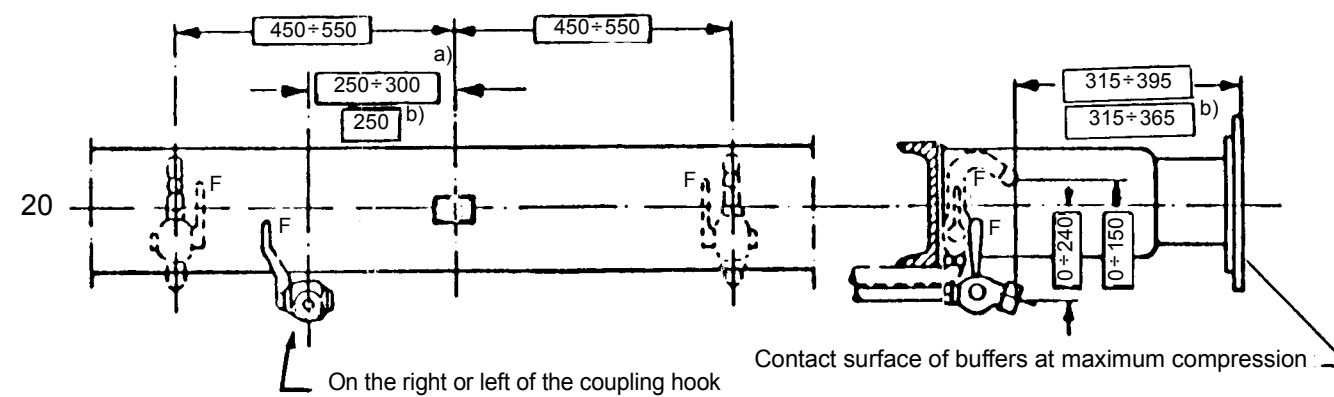 450÷550
450÷550
a)
250÷300
250 b)
315÷395
315÷365 b)
F
F
F
F
F
20
0÷240
0÷150
Contact surface of buffers at maximum compression
On the right or left of the coupling hook